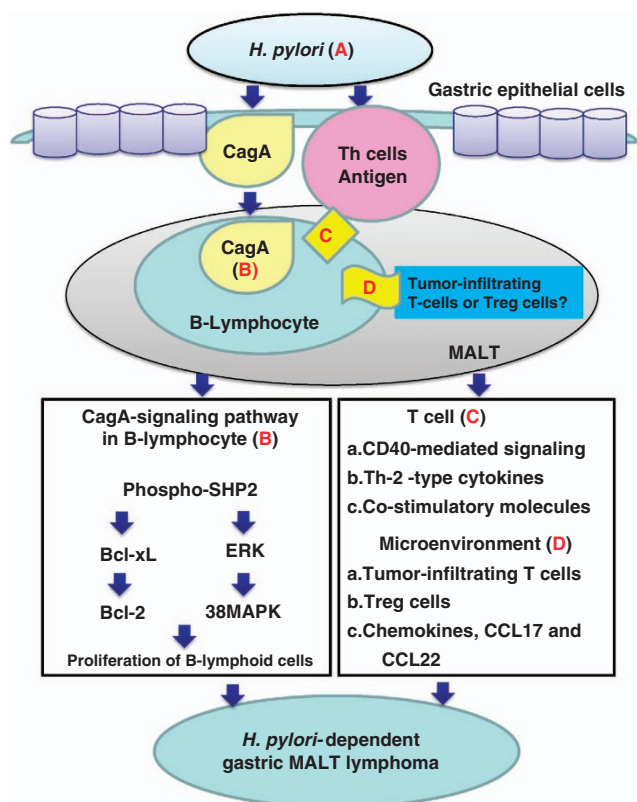 H. pylori (A)
Gastric epithelial cells
CagA
Th cells
Antigen
C
CagA
(B)
D
Tumor-infiltrating
T-cells or Treg cells?
B-Lymphocyte
MALT
CagA-signaling pathway
in B-lymphocyte (B)
Phospho-SHP2
Bcl-xL
ERK
Bcl-2
38MAPK
Proliferation of B-lymphoid cells
T cell (C)
a.CD40-mediated signaling
b.Th-2 -type cytokines
c.Co-stimulatory molecules
Microenvironment (D)
a.Tumor-infiltrating T cells
b.Treg cells
c.Chemokines, CCL17 and
CCL22
H. pylori-dependent
gastric MALT lymphoma